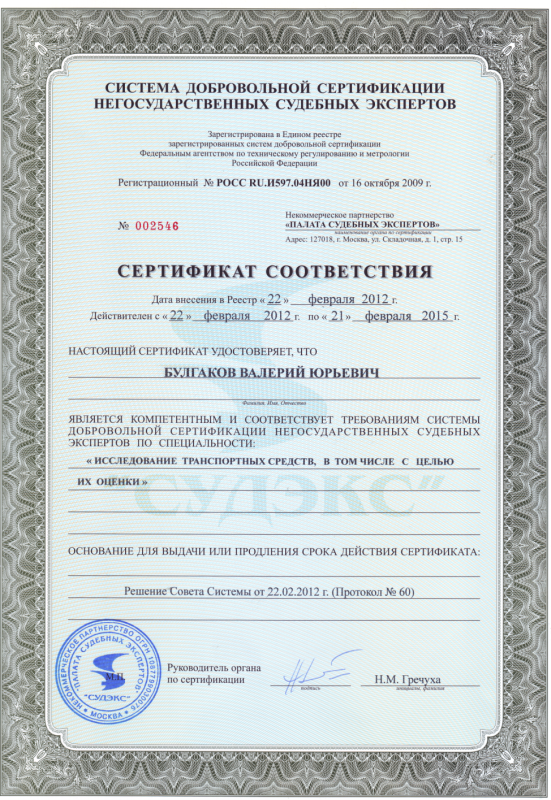 СИСТЕМА ДОБРОВОЛЬНОЙ СЕРТИФИКАЦИИ
НЕГОСУДАРСТВЕННЫХ СУДЕБНЫХ ЭКСПЕРТОВ
Зарегистрирована в Едином реестре
зарегистрированных систем добровольной сертификации
Федеральным агентством по техническому регулированию и метрологии
Российской Федерации
Регистрационный № РОСС RU.И597.04НЯ00 от 16 октября 2009 г.
№ 002546
Некоммерческое партнерство
«ПАЛАТА СУДЕБНЫХ ЭКСПЕРТОВ»
наименование органа по сертификации
Адрес: 127018, г. Москва, ул. Складочная, д. 1, стр. 15
СЕРТИФИКАТ СООТВЕТСТВИЯ
Дата внесения в Реестр « 22 » февраля 2012 г.
Действителен с « 22 » февраля 2012 г. по « 21 » февраля 2015 г.
НАСТОЯЩИЙ СЕРТИФИКАТ УДОСТОВЕРЯЕТ, ЧТО
БУЛГАКОВ ВАЛЕРИЙ ЮРЬЕВИЧ
Фамилия, Имя, Отчество
ЯВЛЯЕТСЯ КОМПЕТЕНТНЫМ И СООТВЕТСТВУЕТ ТРЕБОВАНИЯМ СИСТЕМЫ
ДОБРОВОЛЬНОЙ СЕРТИФИКАЦИИ НЕГОСУДАРСТВЕННЫХ СУДЕБНЫХ
ЭКСПЕРТОВ ПО СПЕЦИАЛЬНОСТИ:
« ИССЛЕДОВАНИЕ ТРАНСПОРТНЫХ СРЕДСТВ, В ТОМ ЧИСЛЕ С ЦЕЛЬЮ
ИХ ОЦЕНКИ »
СУДЭКС"
ОСНОВАНИЕ ДЛЯ ВЫДАЧИ ИЛИ ПРОДЛЕНИЯ СРОКА ДЕЙСТВИЯ СЕРТИФИКАТА:
Решение Совета Системы от 22.02.2012 г. (Протокол № 60)
НЕКОММЕРЧЕСКОЕ ПАРТНЕРСТВО ОГРН
"ПАЛАТА СУДЕБНЫХ ЭКСПЕРТОВ"
М.П.
"СУДЭКС"
* МОСКВА *
Руководитель органа
по сертификации
подпись
Н.М. Гречуха
инициалы, фамилия